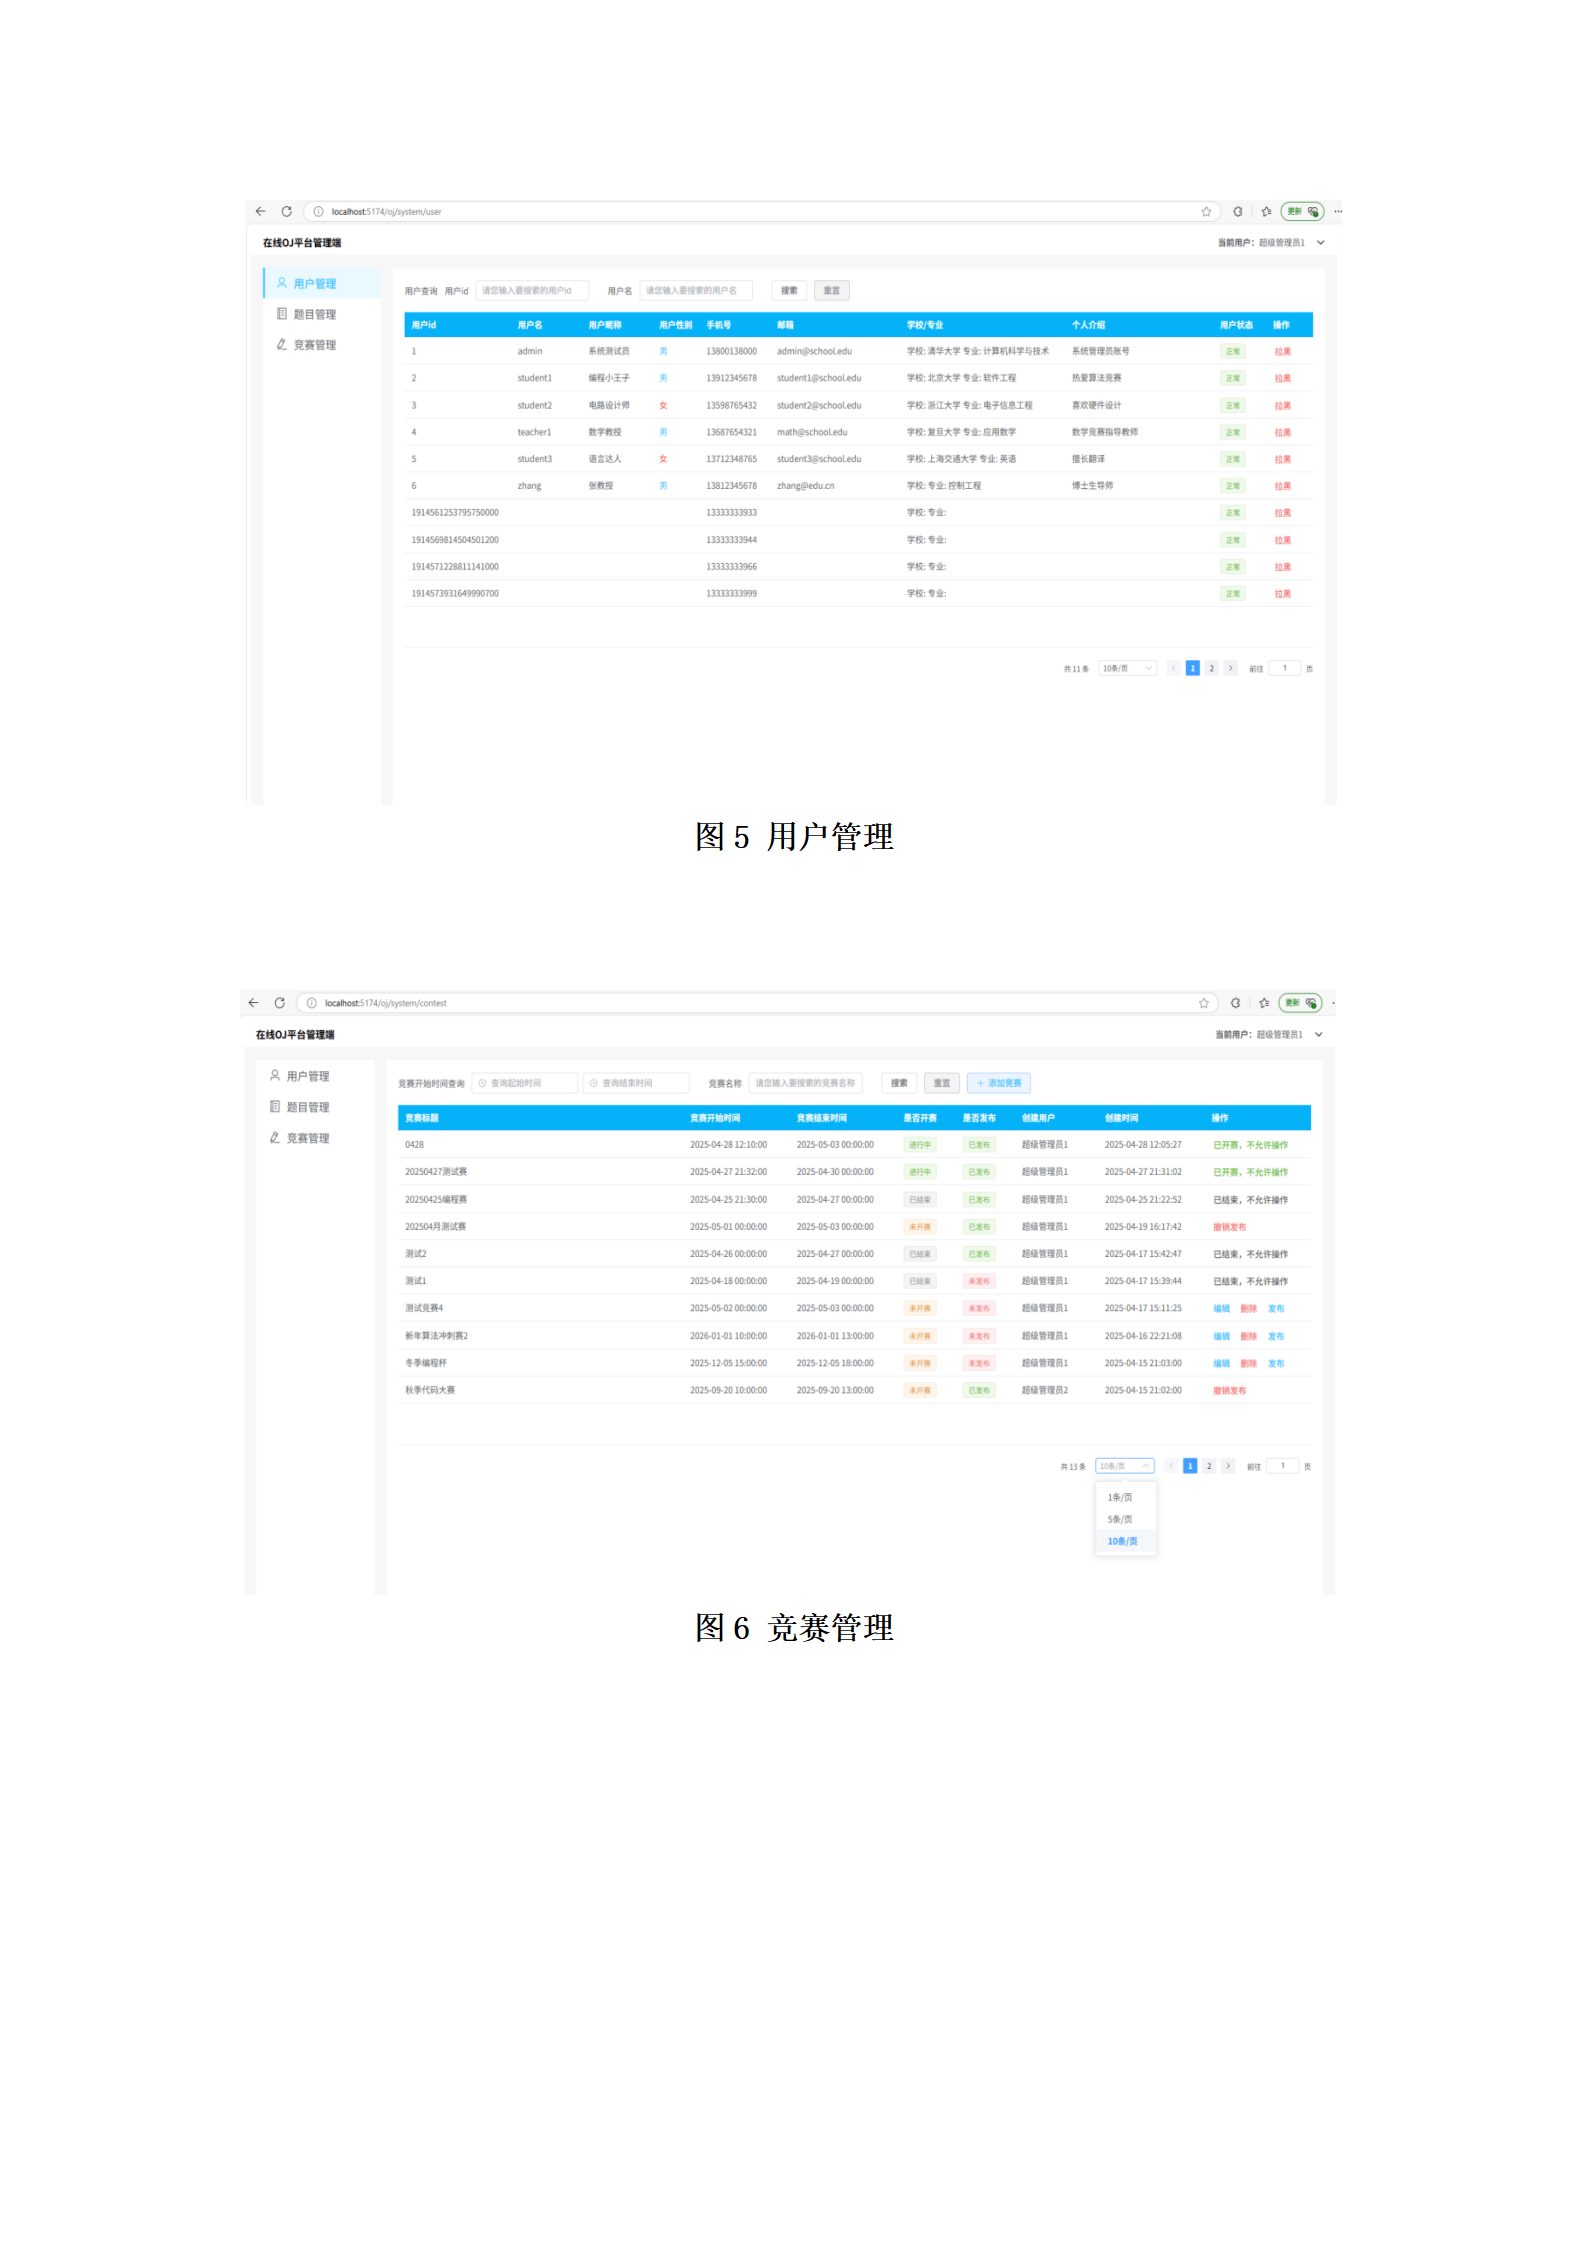 localhost:5174/oj/system/user 更新
在线OJ平台管理端 当前用户：超级管理员1
用户管理
题目管理
竞赛管理
用户查询 用户id 请您输入要搜索的用户id 用户名 请您输入要搜索的用户名 搜索 重置
用户id 用户名 用户昵称 用户性别 手机号 邮箱 学校/专业 个人介绍 用户状态 操作
1 admin 系统测试员 男 13800138000 admin@school.edu 学校: 清华大学 专业: 计算机科学与技术 系统管理员账号 正常 拉黑
2 student1 编程小王子 男 13912345678 student1@school.edu 学校: 北京大学 专业: 软件工程 热爱算法竞赛 正常 拉黑
3 student2 电路设计师 女 13598765432 student2@school.edu 学校: 浙江大学 专业: 电子信息工程 喜欢硬件设计 正常 拉黑
4 teacher1 数学教授 男 13687654321 math@school.edu 学校: 复旦大学 专业: 应用数学 数学竞赛指导教师 正常 拉黑
5 student3 语言达人 女 13712348765 student3@school.edu 学校: 上海交通大学 专业: 英语 擅长翻译 正常 拉黑
6 zhang 张教授 男 13812345678 zhang@edu.cn 学校: 专业: 控制工程 博士生导师 正常 拉黑
1914561253795750000 13333333933 学校: 专业: 正常 拉黑
1914569814504501200 13333333944 学校: 专业: 正常 拉黑
1914571228811141000 13333333966 学校: 专业: 正常 拉黑
1914573931649990700 13333333999 学校: 专业: 正常 拉黑
共 11 条 10条/页 1 2 前往 1 页
图 5 用户管理
localhost:5174/oj/system/contest 更新
在线OJ平台管理端 当前用户：超级管理员1
用户管理
题目管理
竞赛管理
竞赛开始时间查询 查询起始时间 查询结束时间 竞赛名称 请您输入要搜索的竞赛名称 搜索 重置 + 添加竞赛
竞赛标题 竞赛开始时间 竞赛结束时间 是否开赛 是否发布 创建用户 创建时间 操作
0428 2025-04-28 12:10:00 2025-05-03 00:00:00 进行中 已发布 超级管理员1 2025-04-28 12:05:27 已开赛，不允许操作
20250427测试赛 2025-04-27 21:32:00 2025-04-30 00:00:00 进行中 已发布 超级管理员1 2025-04-27 21:31:02 已开赛，不允许操作
20250425编程赛 2025-04-25 21:30:00 2025-04-27 00:00:00 已结束 已发布 超级管理员1 2025-04-25 21:22:52 已结束，不允许操作
202504月测试赛 2025-05-01 00:00:00 2025-05-03 00:00:00 未开赛 已发布 超级管理员1 2025-04-19 16:17:42 撤销发布
测试2 2025-04-26 00:00:00 2025-04-27 00:00:00 已结束 已发布 超级管理员1 2025-04-17 15:42:47 已结束，不允许操作
测试1 2025-04-18 00:00:00 2025-04-19 00:00:00 已结束 未发布 超级管理员1 2025-04-17 15:39:44 已结束，不允许操作
测试竞赛4 2025-05-02 00:00:00 2025-05-03 00:00:00 未开赛 未发布 超级管理员1 2025-04-17 15:11:25 编辑 删除 发布
新年算法冲刺赛2 2026-01-01 10:00:00 2026-01-01 13:00:00 未开赛 未发布 超级管理员1 2025-04-16 22:21:08 编辑 删除 发布
冬季编程杯 2025-12-05 15:00:00 2025-12-05 18:00:00 未开赛 未发布 超级管理员1 2025-04-15 21:03:00 编辑 删除 发布
秋季代码大赛 2025-09-20 10:00:00 2025-09-20 13:00:00 未开赛 已发布 超级管理员2 2025-04-15 21:02:00 撤销发布
共 13 条 10条/页 1 2 前往 1 页
1条/页
5条/页
10条/页
图 6 竞赛管理